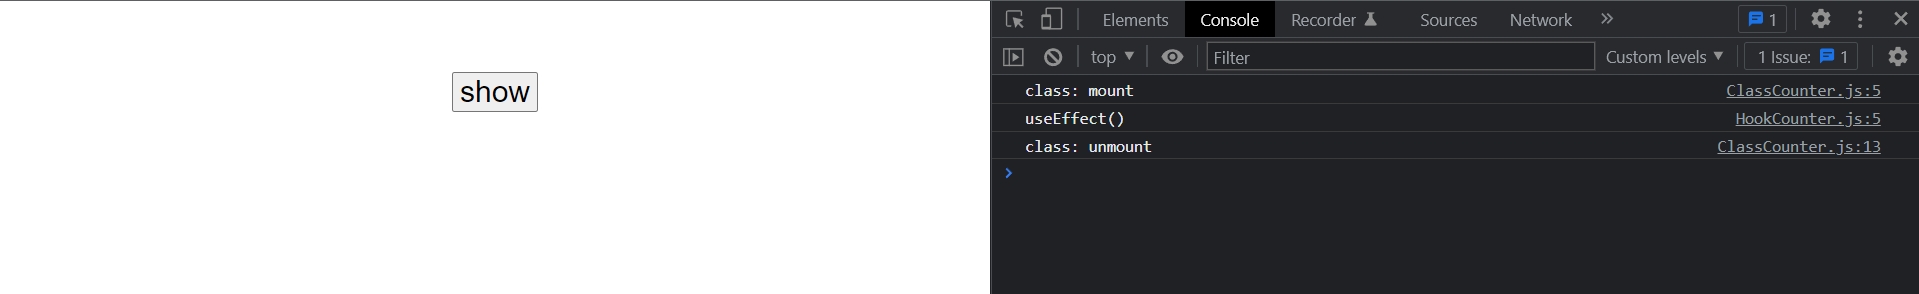 show
Elements Console Recorder Sources Network » 1
top Filter Custom levels 1 Issue: 1
class: mount ClassCounter.js:5
useEffect() HookCounter.js:5
class: unmount ClassCounter.js:13